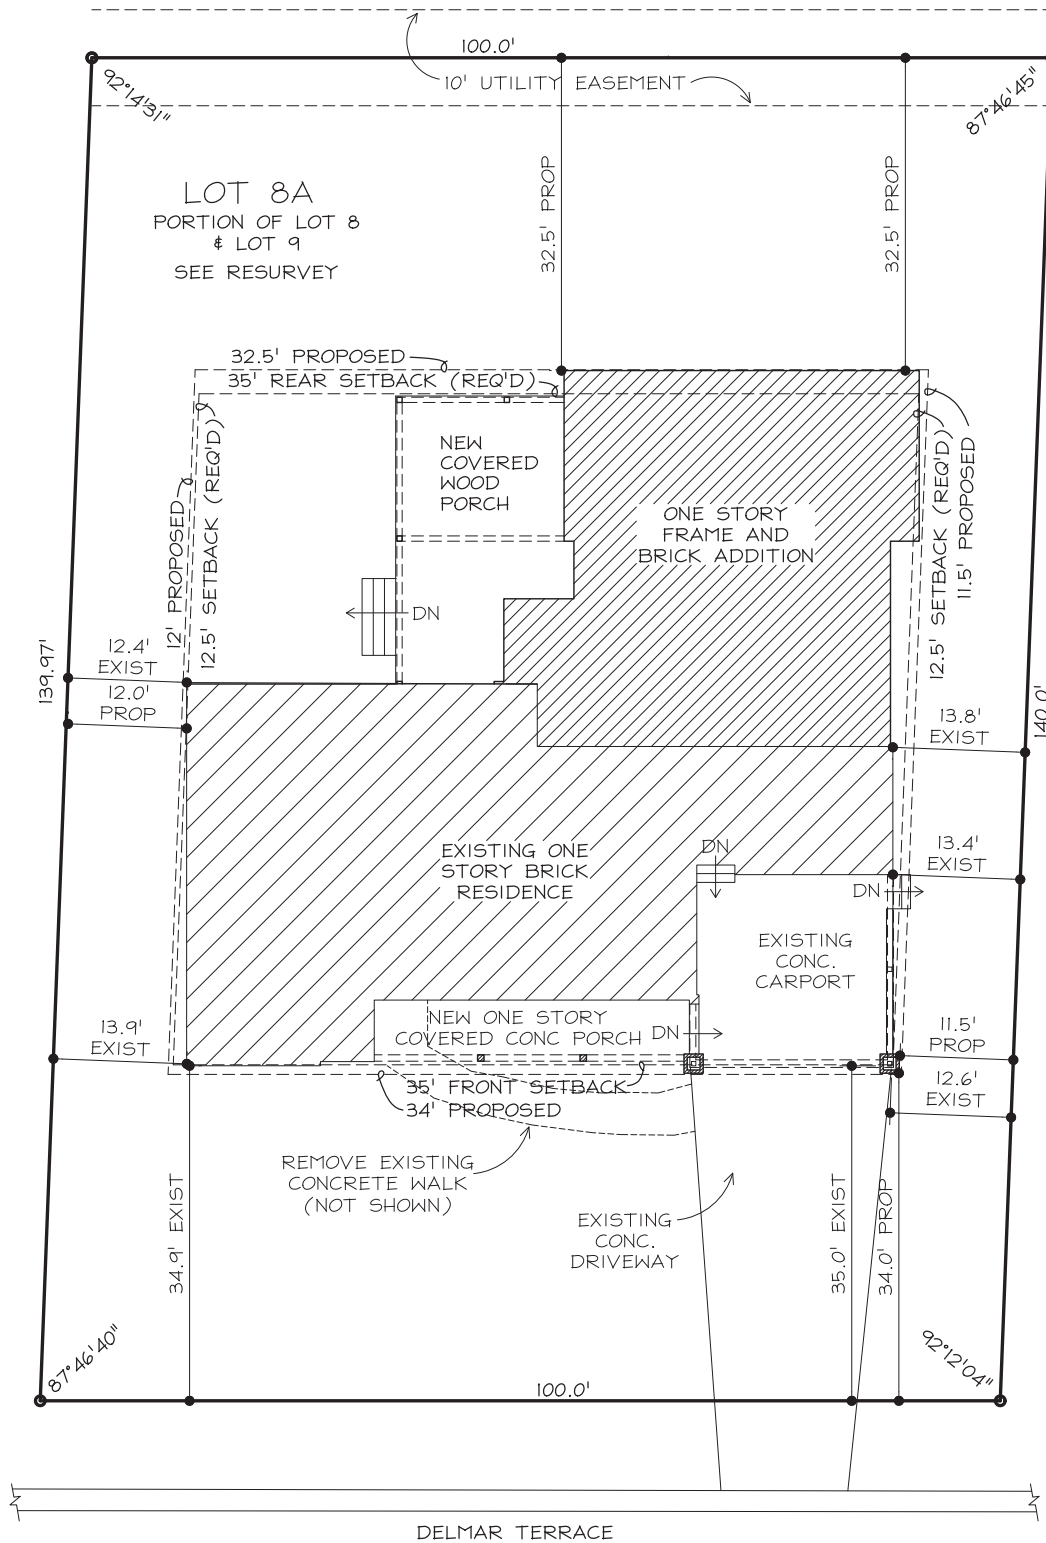 100.0'
10' UTILITY EASEMENT
92°14'31"
87°46'45"
LOT 8A
PORTION OF LOT 8
& LOT 9
SEE RESURVEY
32.5' PROP
32.5' PROP
32.5' PROPOSED
35' REAR SETBACK (REQ'D)
12' PROPOSED
12.5' SETBACK (REQ'D)
NEW
COVERED
WOOD
PORCH
ONE STORY
FRAME AND
BRICK ADDITION
12.5' SETBACK (REQ'D)
11.5' PROPOSED
DN
139.97'
12.4'
EXIST
12.0'
PROP
13.8'
EXIST
140.0'
EXISTING ONE
STORY BRICK
RESIDENCE
DN
13.4'
EXIST
DN
EXISTING
CONC.
CARPORT
NEW ONE STORY
COVERED CONC PORCH
DN
13.9'
EXIST
11.5'
PROP
35' FRONT SETBACK
34' PROPOSED
12.6'
EXIST
REMOVE EXISTING
CONCRETE WALK
(NOT SHOWN)
EXISTING
CONC.
DRIVEWAY
34.9' EXIST
35.0' EXIST
34.0' PROP
87°46'40"
92°12'04"
100.0'
DELMAR TERRACE